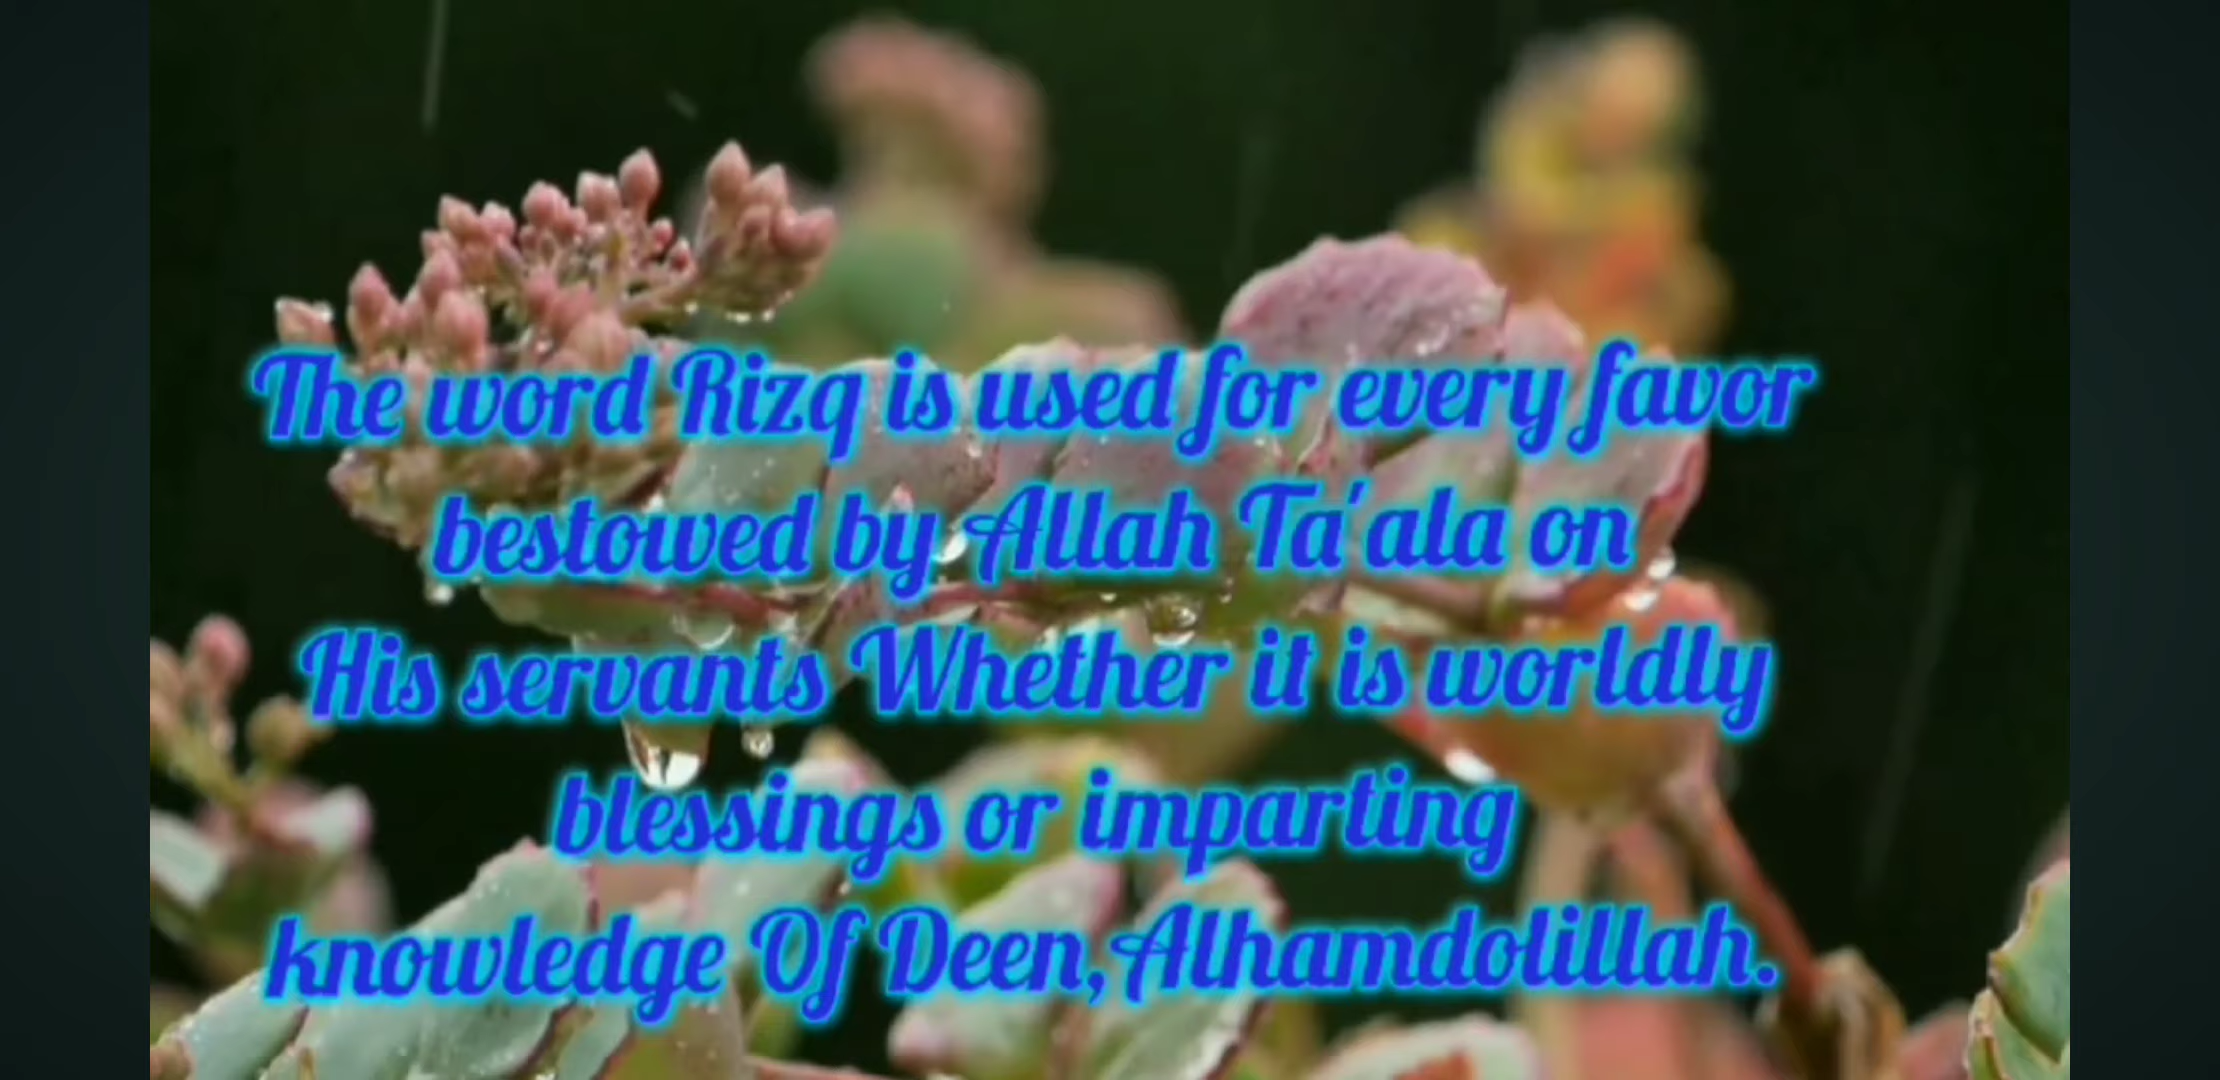 The word Rizq is used for every favor
bestowed by Allah Ta'ala on
His servants Whether it is worldly
blessings or imparting
knowledge Of Deen,Alhamdolillah.